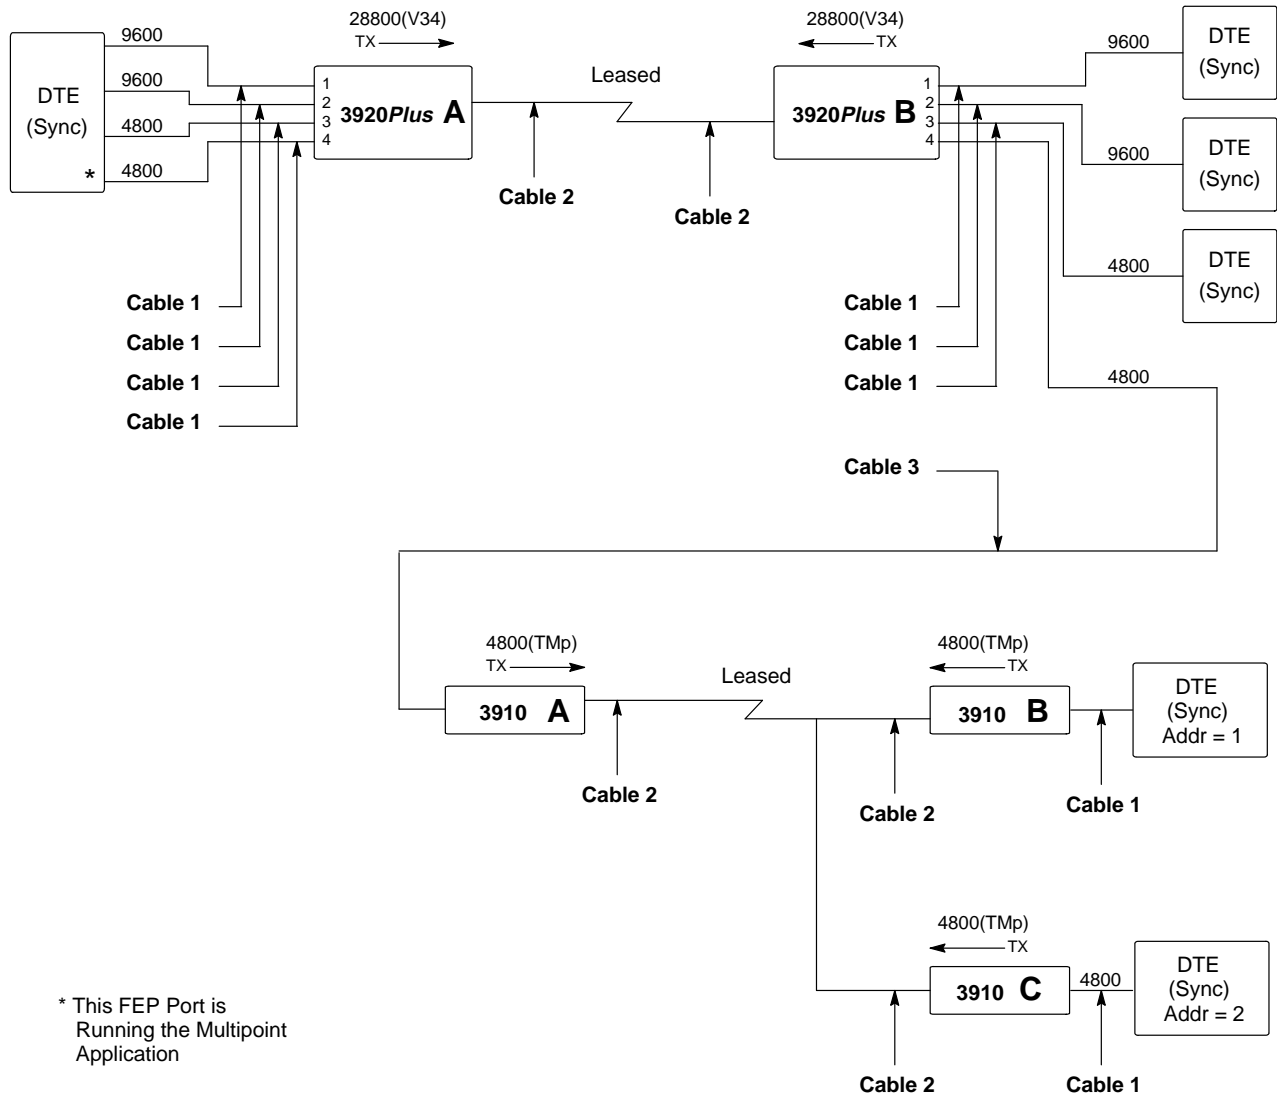 28800(V34)
TX
28800(V34)
TX
9600
9600
4800
* 4800
DTE
(Sync)
1
2
3
4
3920Plus A
Leased
3920Plus B
1
2
3
4
9600
DTE
(Sync)
9600
DTE
(Sync)
4800
DTE
(Sync)
4800
Cable 2
Cable 2
Cable 1
Cable 1
Cable 1
Cable 1
Cable 1
Cable 1
Cable 1
Cable 3
4800(TMp)
TX
Leased
4800(TMp)
TX
3910 A
3910 B
DTE
(Sync)
Addr = 1
Cable 2
Cable 2
Cable 1
4800(TMp)
TX
3910 C
4800
DTE
(Sync)
Addr = 2
Cable 2
Cable 1
* This FEP Port is
Running the Multipoint
Application